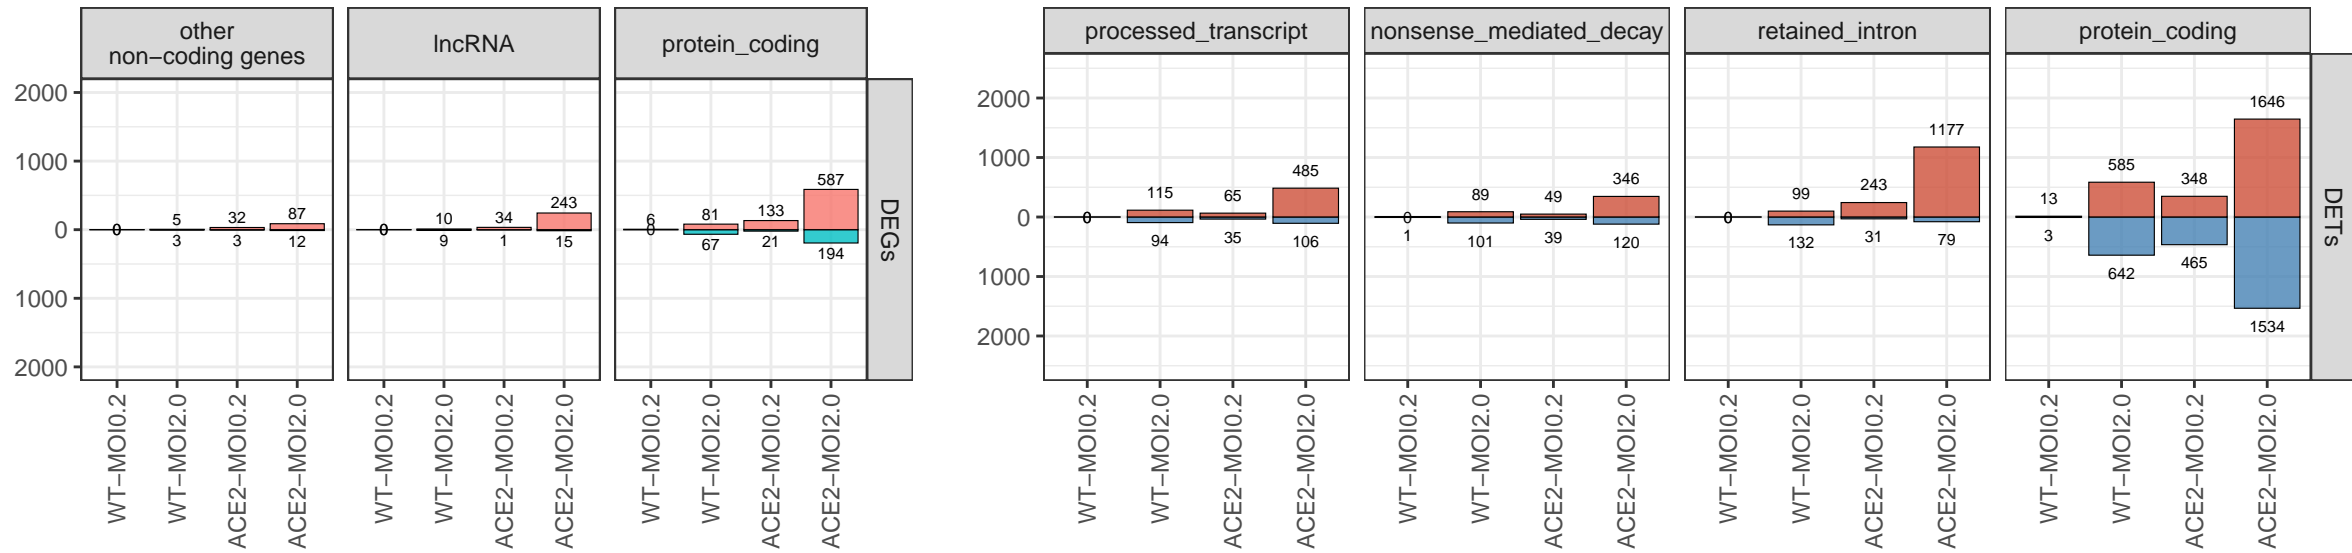 other
non−coding genes
lncRNA
protein_coding
2000
1000
0
1000
2000
0
0
5
3
32
3
87
12
0
0
10
9
34
1
243
15
6
0
81
67
133
21
587
194
DEGs
WT−MOI0.2
WT−MOI2.0
ACE2−MOI0.2
ACE2−MOI2.0
WT−MOI0.2
WT−MOI2.0
ACE2−MOI0.2
ACE2−MOI2.0
WT−MOI0.2
WT−MOI2.0
ACE2−MOI0.2
ACE2−MOI2.0
processed_transcript
nonsense_mediated_decay
retained_intron
protein_coding
2000
1000
0
1000
2000
0
0
115
94
65
35
485
106
0
1
89
101
49
39
346
120
0
0
99
132
243
31
1177
79
13
3
585
642
348
465
1646
1534
DETs
WT−MOI0.2
WT−MOI2.0
ACE2−MOI0.2
ACE2−MOI2.0
WT−MOI0.2
WT−MOI2.0
ACE2−MOI0.2
ACE2−MOI2.0
WT−MOI0.2
WT−MOI2.0
ACE2−MOI0.2
ACE2−MOI2.0
WT−MOI0.2
WT−MOI2.0
ACE2−MOI0.2
ACE2−MOI2.0